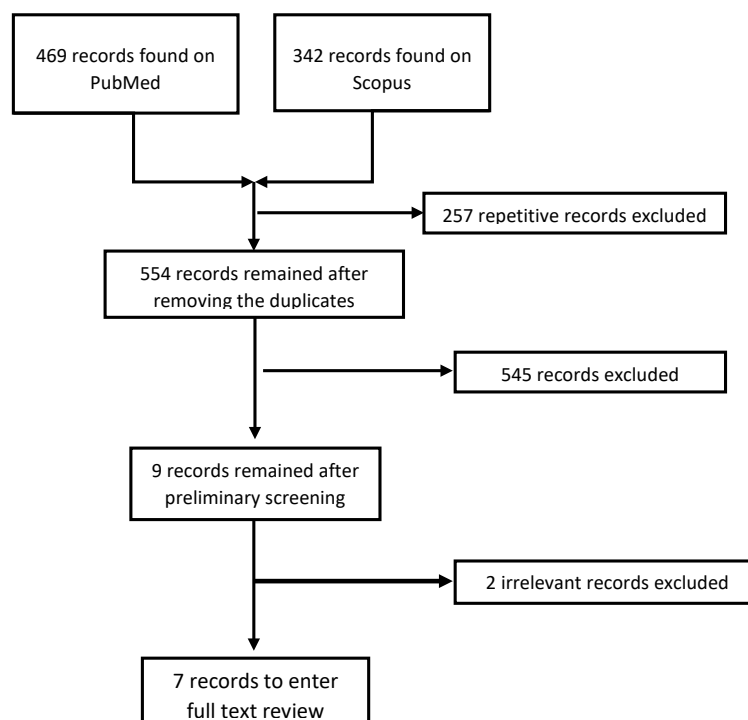 469 records found on
PubMed
342 records found on
Scopus
257 repetitive records excluded
554 records remained after
removing the duplicates
545 records excluded
9 records remained after
preliminary screening
2 irrelevant records excluded
7 records to enter
full text review